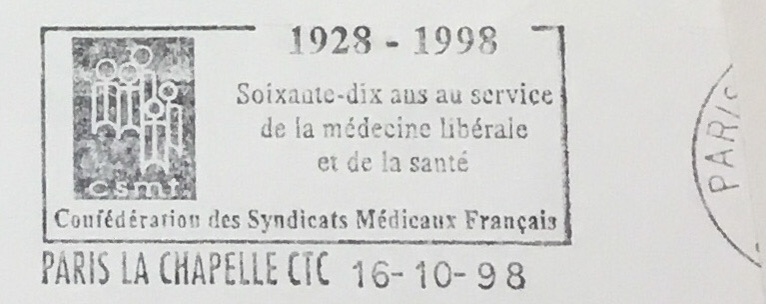 1928 - 1998
Soixante-dix ans au service
de la médecine libérale
et de la santé
csmf
Confédération des Syndicats Médicaux Français
PARIS LA CHAPELLE CTC 16-10-98
PARIS